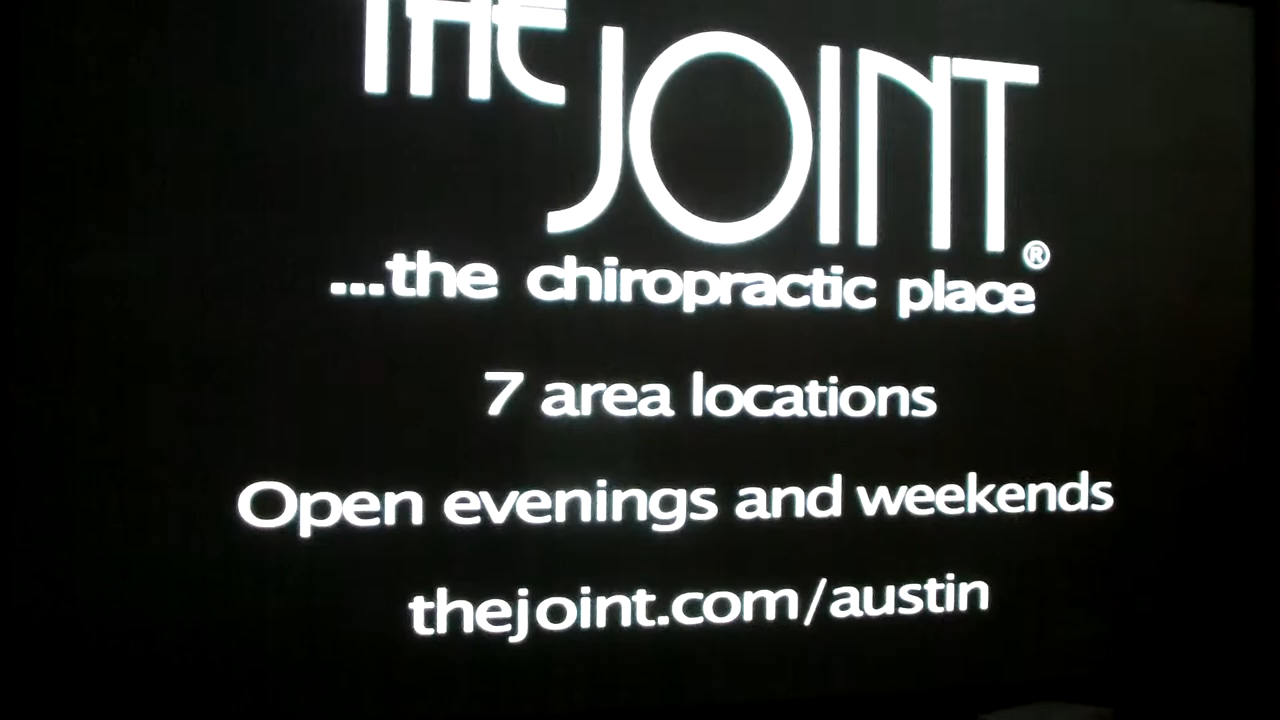 THE JOINT®
...the chiropractic place
7 area locations
Open evenings and weekends
thejoint.com/austin